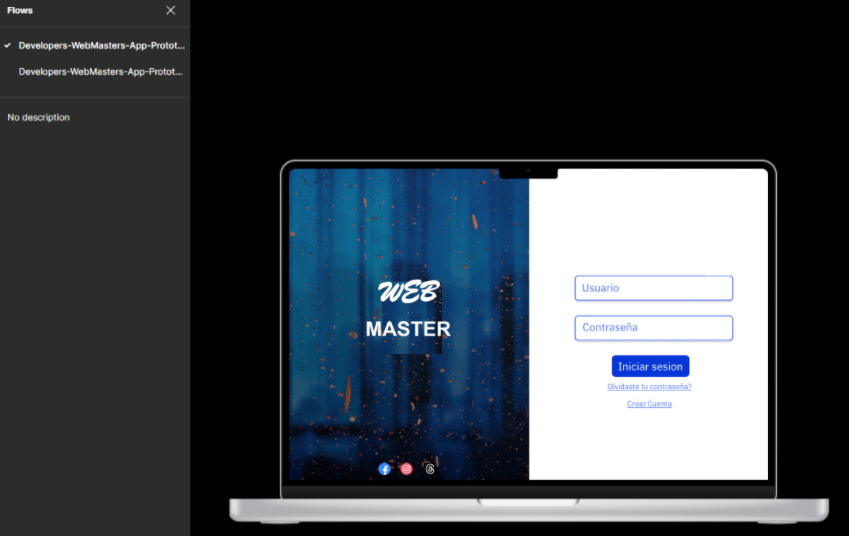 Flows
Developers-WebMasters-App-Protot...
Developers-WebMasters-App-Protot...
No description
WEB
MASTER
Usuario
Contraseña
Iniciar sesion
Olvidaste tu contraseña?
Crear Cuenta